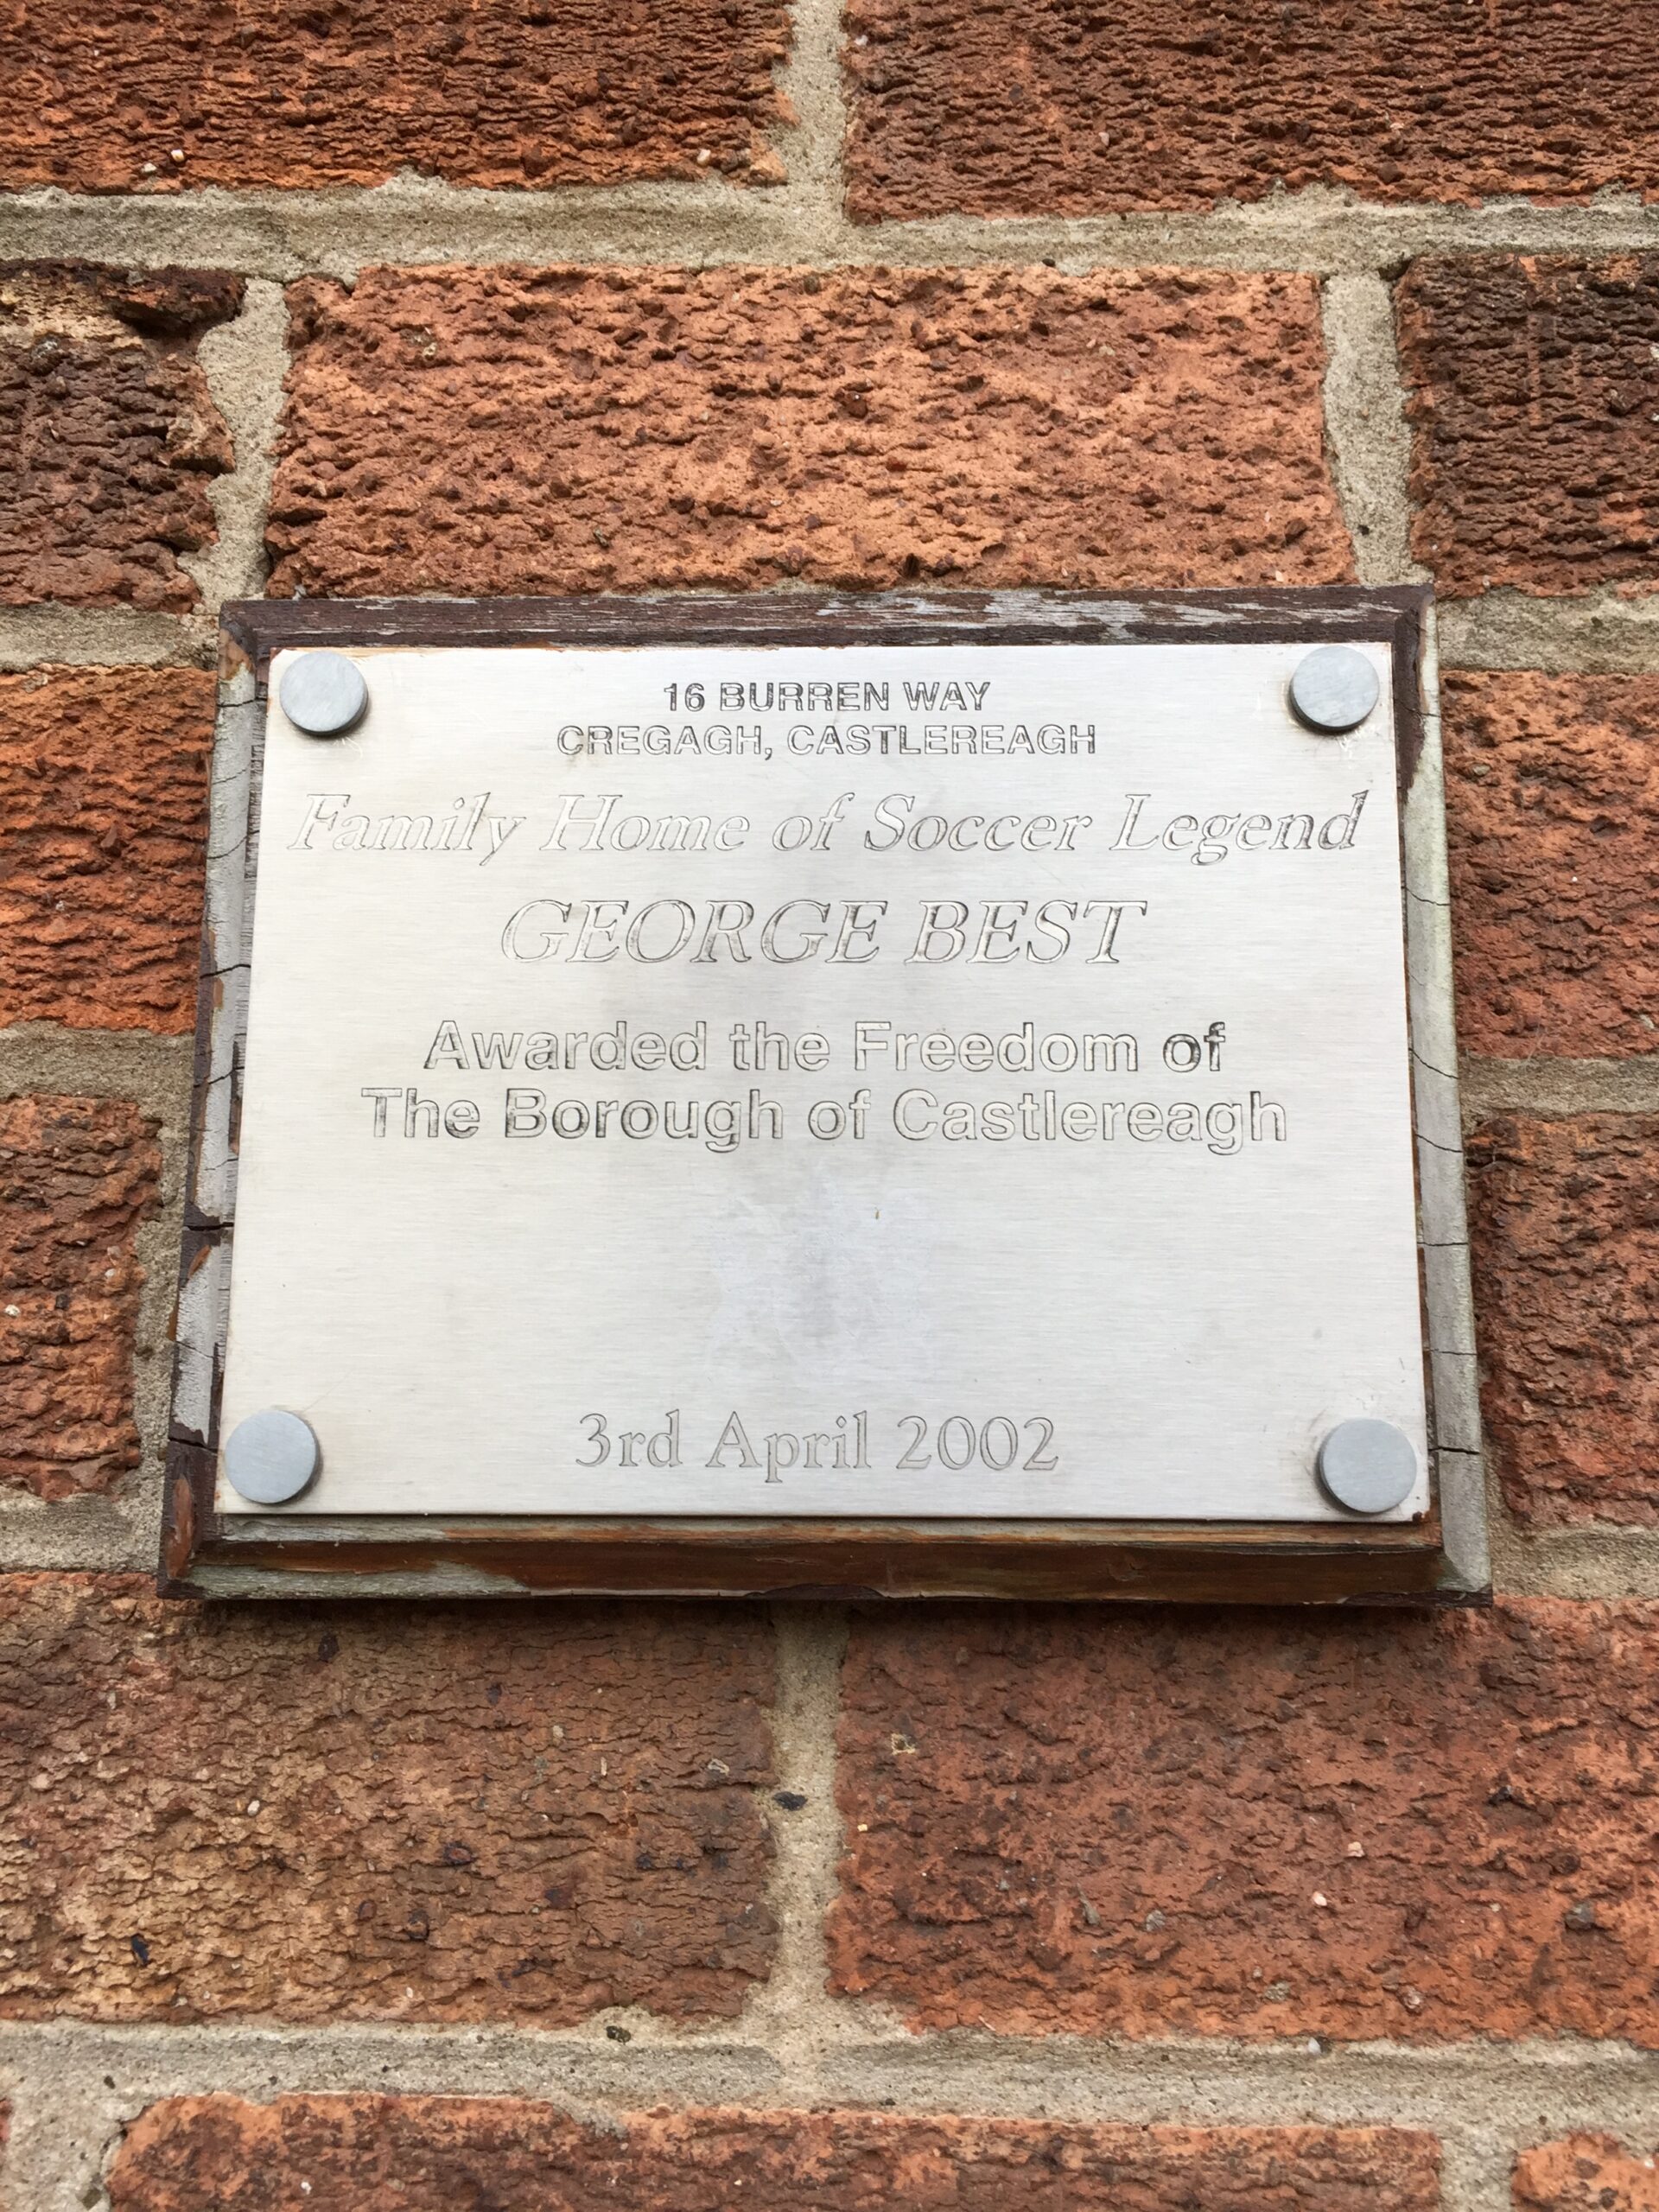 16 BURREN WAY
CREGAGH, CASTLEREAGH
Family Home of Soccer Legend
GEORGE BEST
Awarded the Freedom of
The Borough of Castlereagh
3rd April 2002